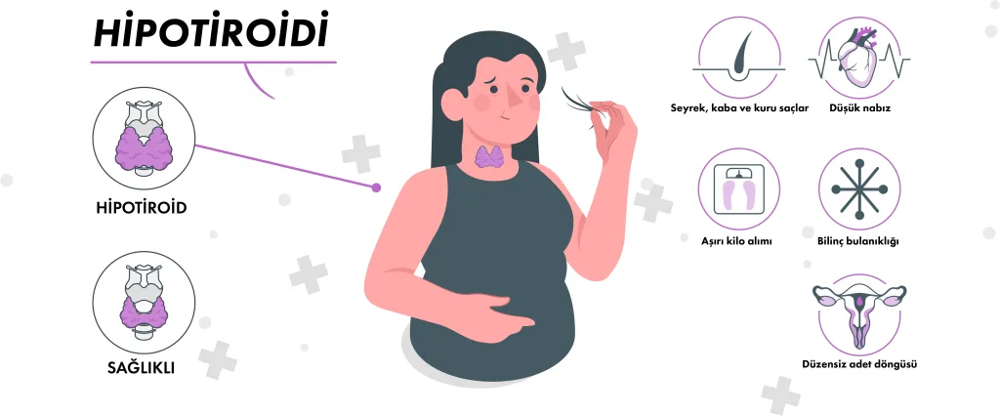 HİPOTİROİDİ
HİPOTİROİD
SAĞLIKLI
Seyrek, kaba ve kuru saçlar
Düşük nabız
Aşırı kilo alımı
Bilinç bulanıklığı
Düzensiz adet döngüsü